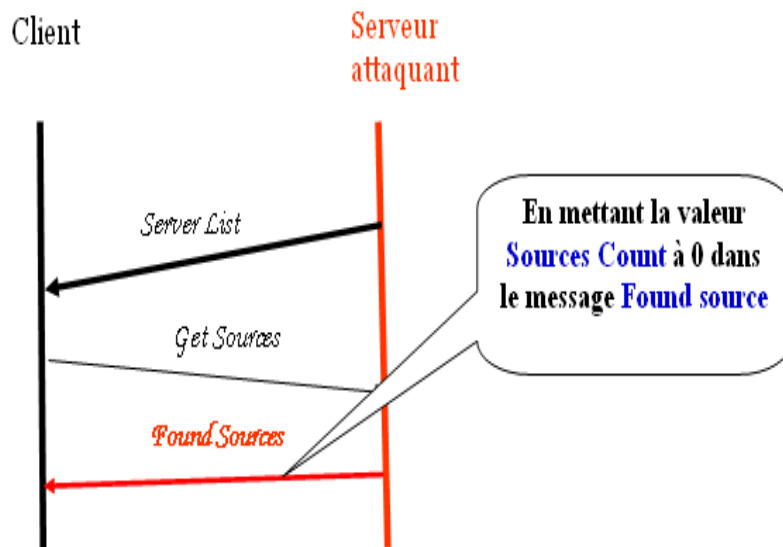 Client
Serveur
attaquant
Server List
En mettant la valeur
Sources Count à 0 dans
le message Found source
Get Sources
Found Sources